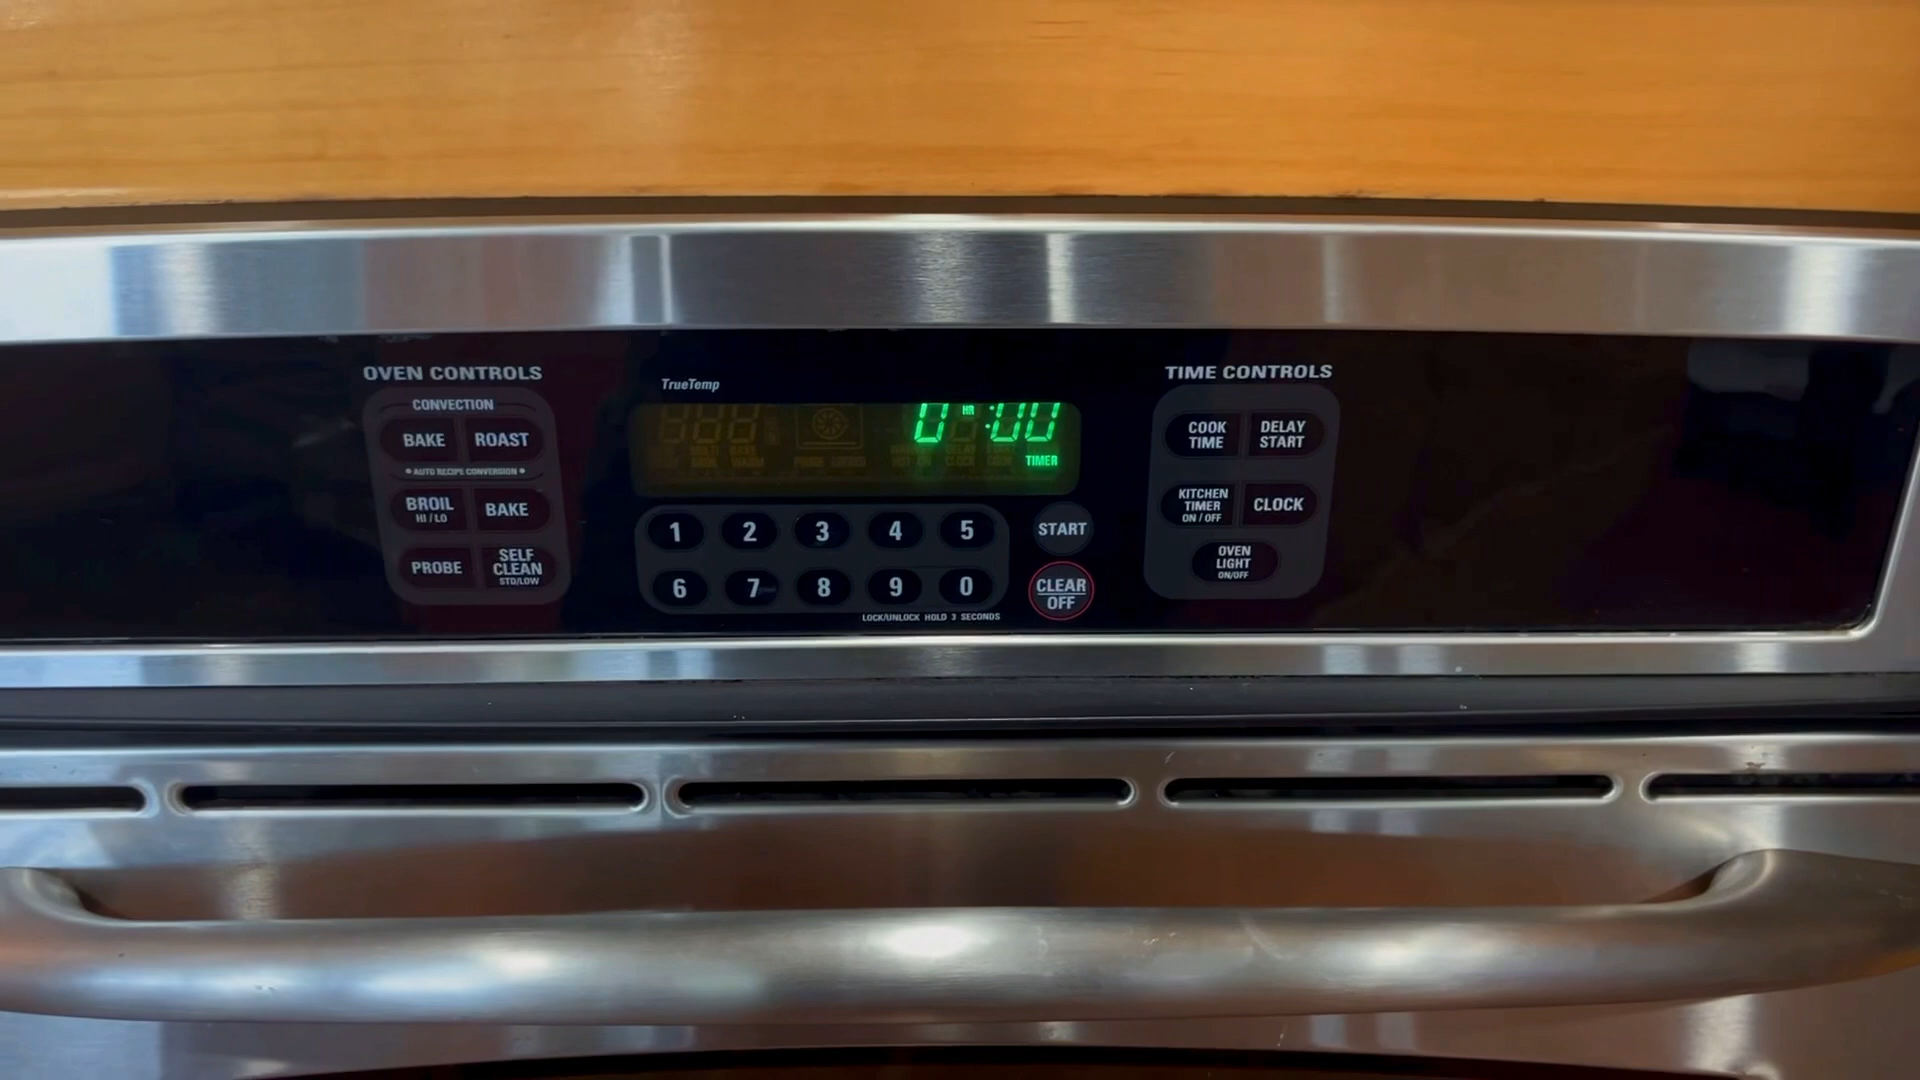 OVEN CONTROLS
CONVECTION
BAKE ROAST
AUTO RECIPE CONVERSION
BROIL
HI / LO
BAKE
PROBE
SELF
CLEAN
STD/LOW
TrueTemp
0 HR :00
TIMER
1 2 3 4 5
6 7 8 9 0
LOCK/UNLOCK HOLD 3 SECONDS
START
CLEAR
OFF
TIME CONTROLS
COOK
TIME
DELAY
START
KITCHEN
TIMER
ON / OFF
CLOCK
OVEN
LIGHT
ON/OFF